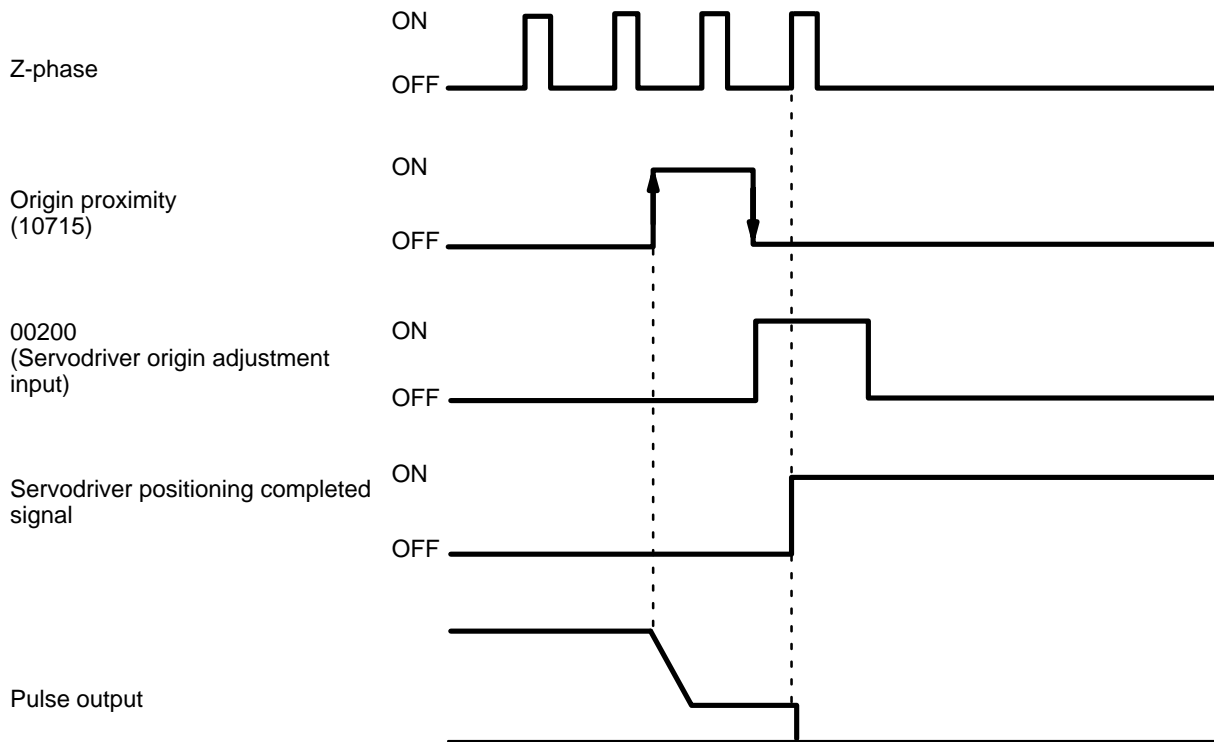 ON
Z-phase
OFF
ON
Origin proximity
(10715)
OFF
00200
ON
(Servodriver origin adjustment
input)
OFF
ON
Servodriver positioning completed
signal
OFF
Pulse output